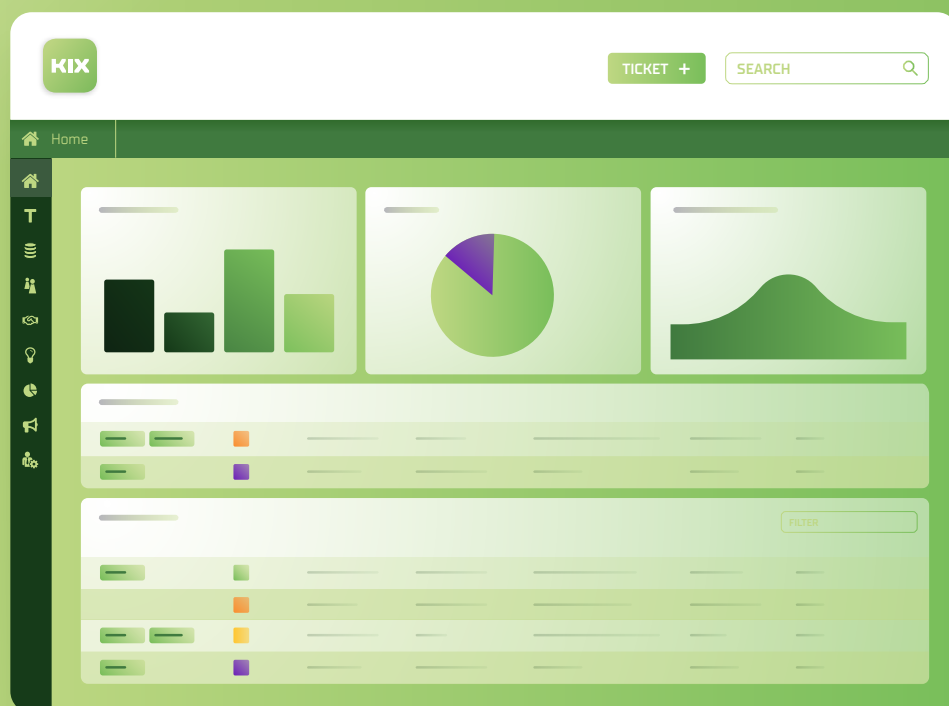 KIX
TICKET +
SEARCH
Home
T
FILTER